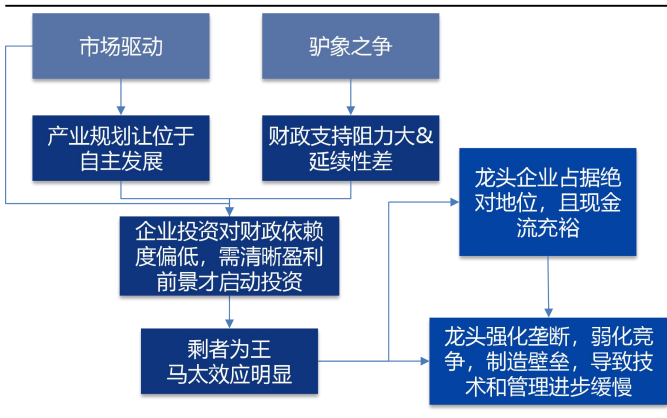 市场驱动
驴象之争
产业规划让位于
自主发展
财政支持阻力大&
延续性差
龙头企业占据绝
对地位，且现金
流充裕
企业投资对财政依赖
度偏低，需清晰盈利
前景才启动投资
剩者为王
马太效应明显
龙头强化垄断，弱化竞
争，制造壁垒，导致技
术和管理进步缓慢